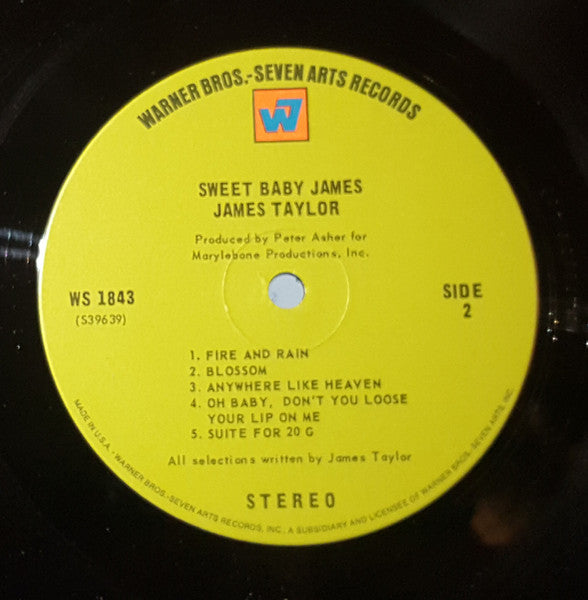 WARNER BROS.-SEVEN ARTS RECORDS
W7
SWEET BABY JAMES
JAMES TAYLOR
Produced by Peter Asher for
Marylebone Productions, Inc.
WS 1843
(S39639)
SIDE
2
1. FIRE AND RAIN
2. BLOSSOM
3. ANYWHERE LIKE HEAVEN
4. OH BABY, DON'T YOU LOOSE
YOUR LIP ON ME
5. SUITE FOR 20 G
All selections written by James Taylor
STEREO
MADE IN U.S.A. • WARNER BROS.-SEVEN ARTS RECORDS, INC., A SUBSIDIARY AND LICENSEE OF WARNER BROS.-SEVEN ARTS, INC.